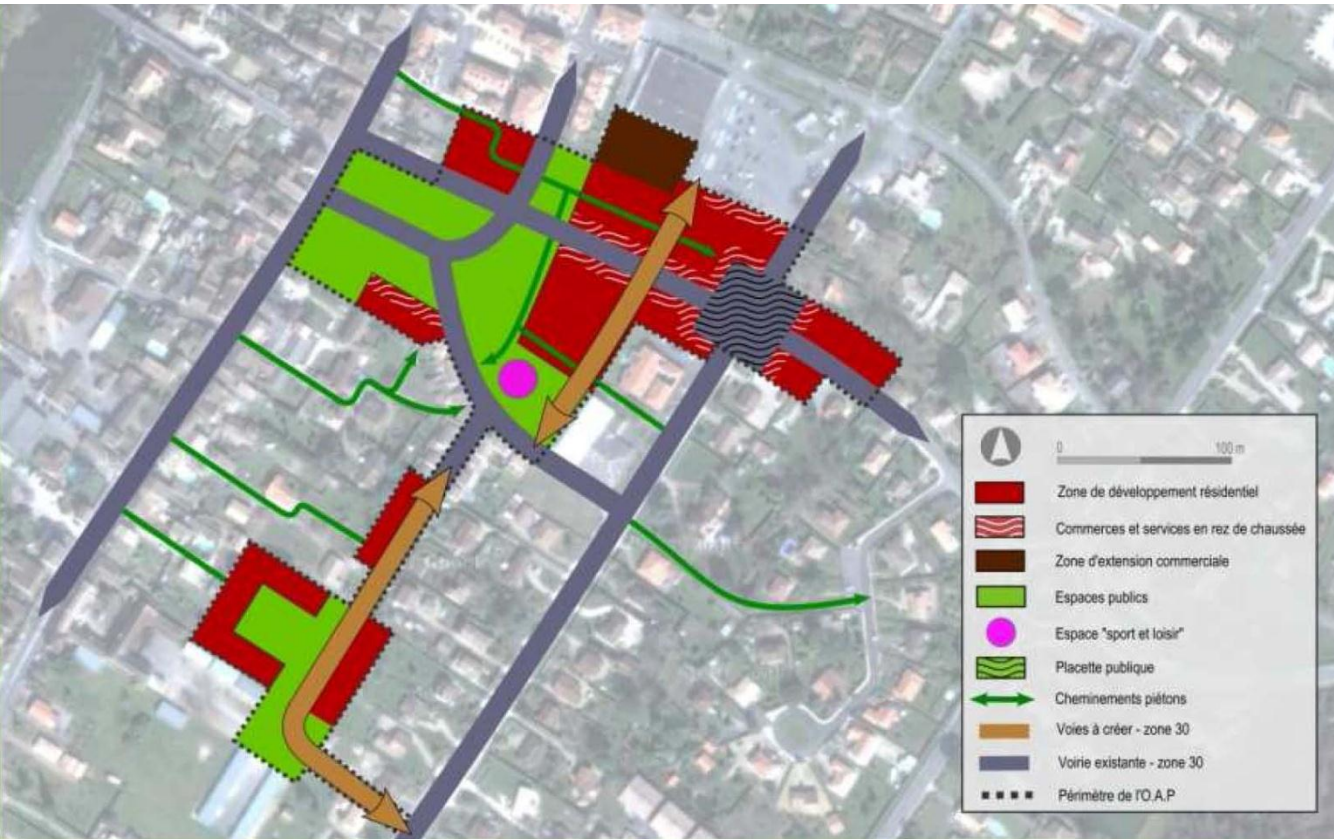 0 100 m
Zone de développement résidentiel
Commerces et services en rez de chaussée
Zone d'extension commerciale
Espaces publics
Espace "sport et loisir"
Placette publique
Cheminements piétons
Voies à créer - zone 30
Voirie existante - zone 30
Périmètre de l'O.A.P